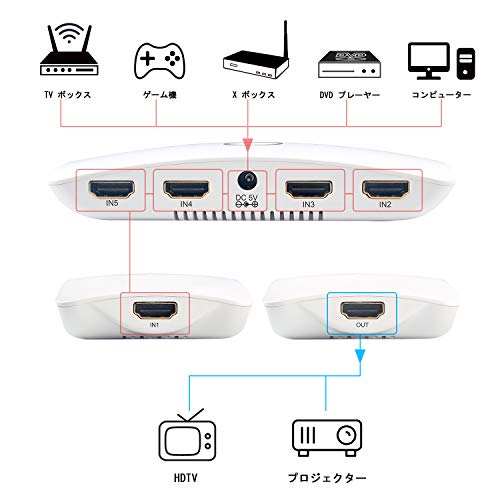 TV ボックス
ゲーム機
X ボックス
DVD プレーヤー
コンピューター
DVD
IN5
IN4
DC 5V
IN3
IN2
IN1
OUT
HDTV
プロジェクター